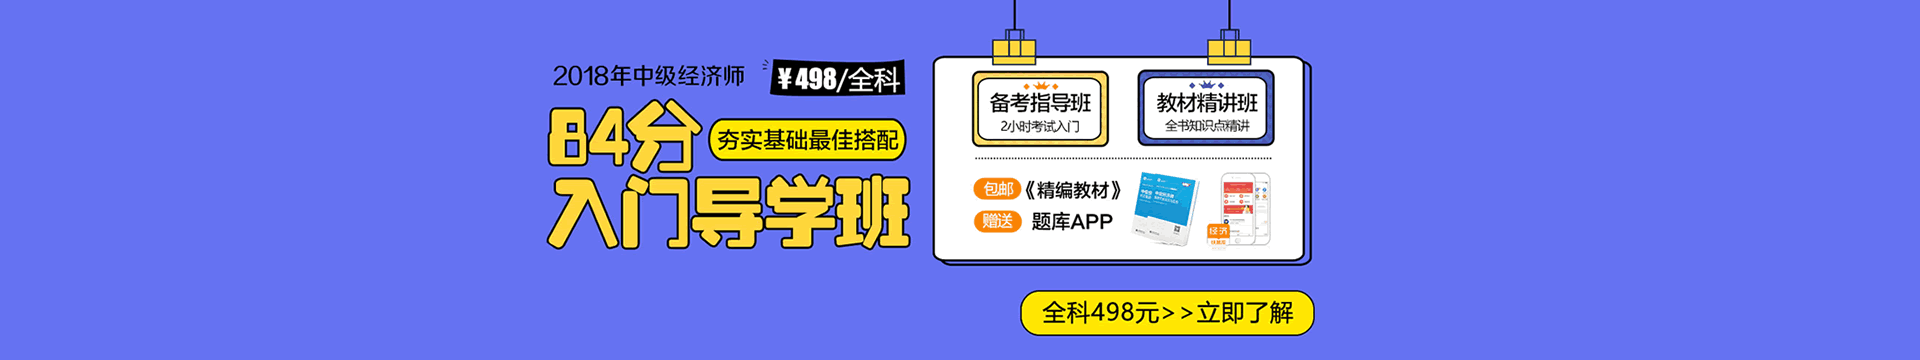 2018年中级经济师
¥498/全科
84分
夯实基础最佳搭配
入门导学班
备考指导班
2小时考试入门
教材精讲班
全书知识点精讲
包邮《精编教材》
赠送 题库APP
经济
全科498元>>立即了解